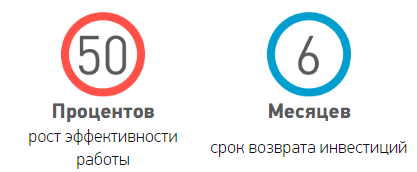 50
Процентов
рост эффективности
работы
6
Месяцев
срок возврата инвестиций